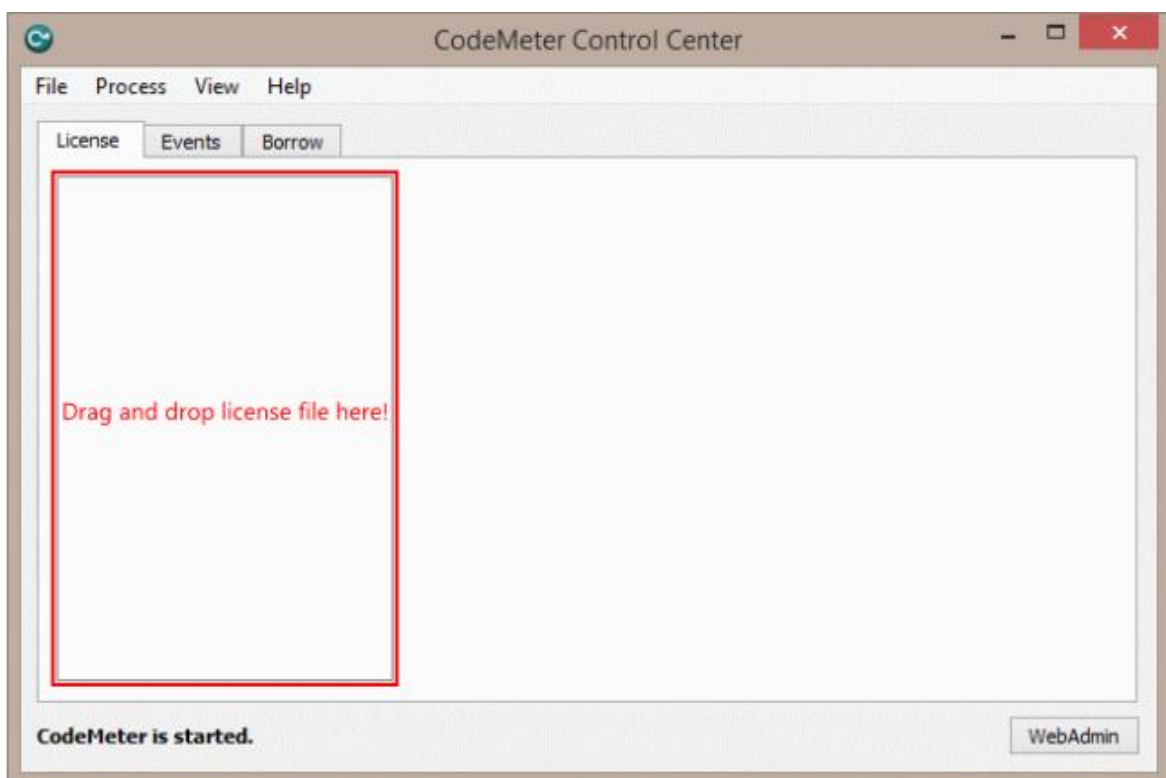 CodeMeter Control Center
File Process View Help
License Events Borrow
Drag and drop license file here!
CodeMeter is started.
WebAdmin